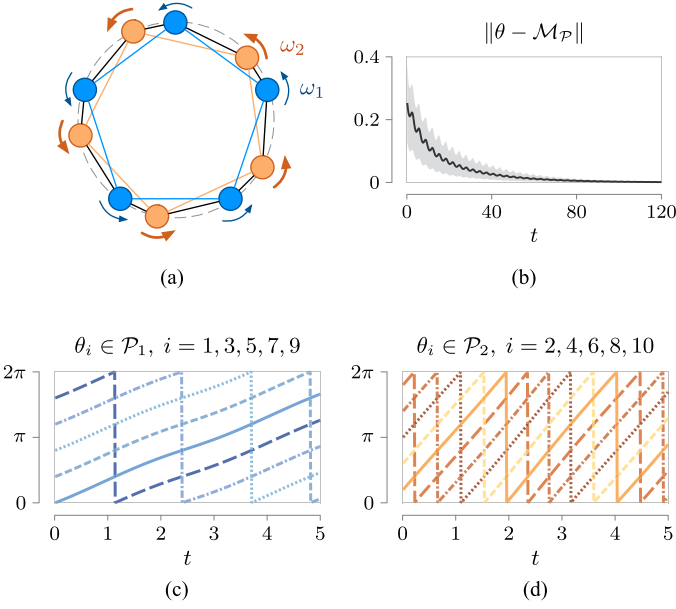 ω₂
ω₁
(a)
‖θ − ℳ_𝒫‖
0.4
0.2
0
0 40 80 120
t
(b)
θᵢ ∈ 𝒫₁, i = 1, 3, 5, 7, 9
2π
π
0
0 1 2 3 4 5
t
(c)
θᵢ ∈ 𝒫₂, i = 2, 4, 6, 8, 10
2π
π
0
0 1 2 3 4 5
t
(d)